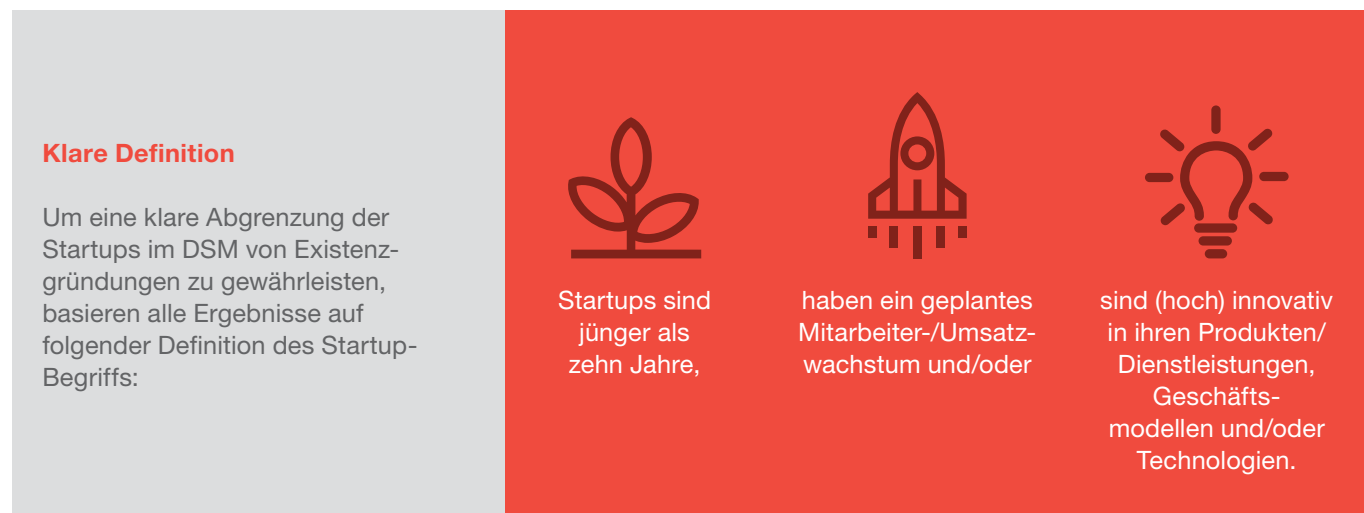 Klare Definition
Um eine klare Abgrenzung der
Startups im DSM von Existenz-
gründungen zu gewährleisten,
basieren alle Ergebnisse auf
folgender Definition des Startup-
Begriffs:
Startups sind
jünger als
zehn Jahre,
haben ein geplantes
Mitarbeiter-/Umsatz-
wachstum und/oder
sind (hoch) innovativ
in ihren Produkten/
Dienstleistungen,
Geschäfts-
modellen und/oder
Technologien.